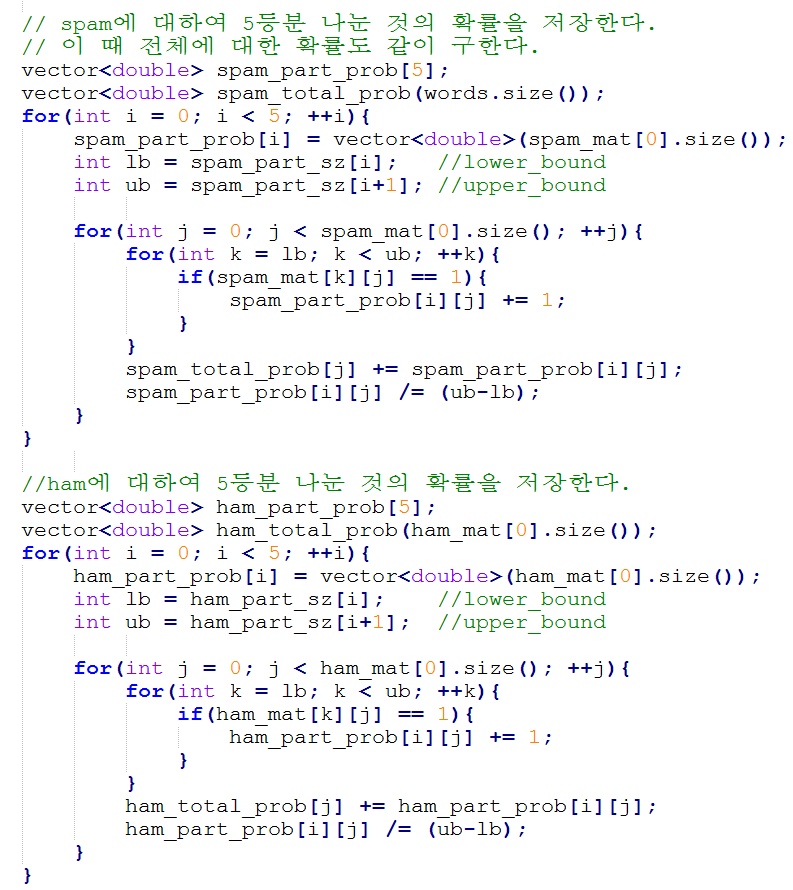 // spam에 대하여 5등분 나눈 것의 확률을 저장한다.
// 이 때 전체에 대한 확률도 같이 구한다.
vector<double> spam_part_prob[5];
vector<double> spam_total_prob(words.size());
for(int i = 0; i < 5; ++i){
    spam_part_prob[i] = vector<double>(spam_mat[0].size());
    int lb = spam_part_sz[i];   //lower_bound
    int ub = spam_part_sz[i+1]; //upper_bound

    for(int j = 0; j < spam_mat[0].size(); ++j){
        for(int k = lb; k < ub; ++k){
            if(spam_mat[k][j] == 1){
                spam_part_prob[i][j] += 1;
            }
        }
        spam_total_prob[j] += spam_part_prob[i][j];
        spam_part_prob[i][j] /= (ub-lb);
    }
}

//ham에 대하여 5등분 나눈 것의 확률을 저장한다.
vector<double> ham_part_prob[5];
vector<double> ham_total_prob(ham_mat[0].size());
for(int i = 0; i < 5; ++i){
    ham_part_prob[i] = vector<double>(ham_mat[0].size());
    int lb = ham_part_sz[i];    //lower_bound
    int ub = ham_part_sz[i+1];  //upper_bound

    for(int j = 0; j < ham_mat[0].size(); ++j){
        for(int k = lb; k < ub; ++k){
            if(ham_mat[k][j] == 1){
                ham_part_prob[i][j] += 1;
            }
        }
        ham_total_prob[j] += ham_part_prob[i][j];
        ham_part_prob[i][j] /= (ub-lb);
    }
}